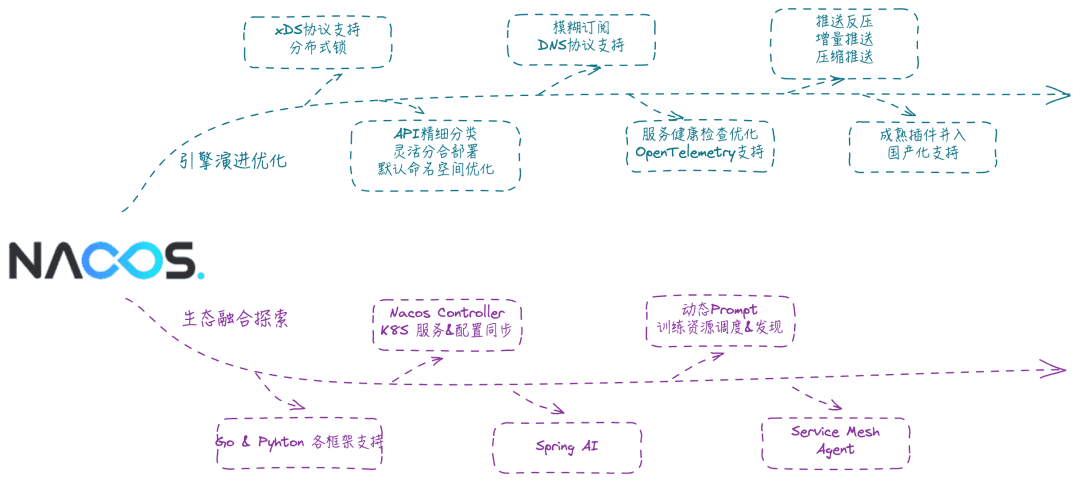 xDS协议支持
分布式锁
模糊订阅
DNS协议支持
推送反压
增量推送
压缩推送
API精细分类
灵活分合部署
默认命名空间优化
服务健康检查优化
OpenTelemetry支持
成熟插件并入
国产化支持
引擎演进优化
NACOS.
生态融合探索
Nacos Controller
K8S 服务&配置同步
动态Prompt
训练资源调度&发现
Go & Pyhton 各框架支持
Spring AI
Service Mesh
Agent